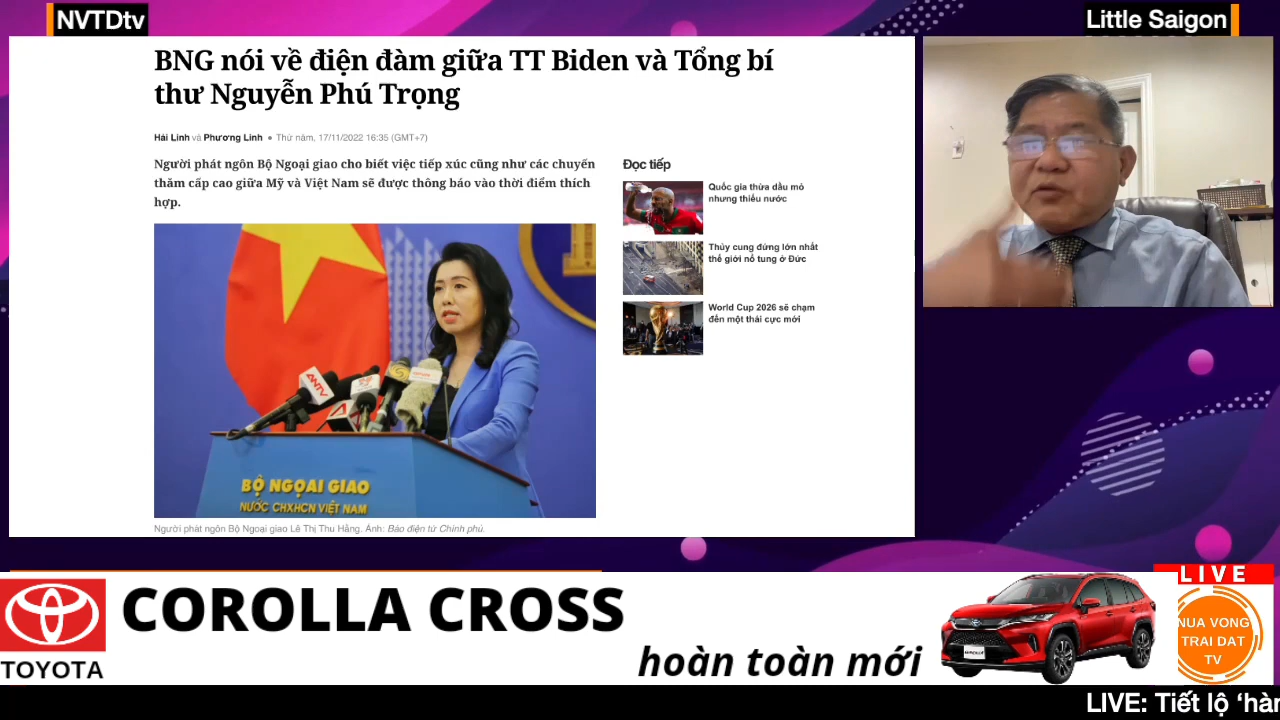 NVTDtv
Little Saigon
BNG nói về điện đàm giữa TT Biden và Tổng bí
thư Nguyễn Phú Trọng
Hải Linh và Phương Linh • Thứ năm, 17/11/2022 16:35 (GMT+7)
Người phát ngôn Bộ Ngoại giao cho biết việc tiếp xúc cũng như các chuyến
thăm cấp cao giữa Mỹ và Việt Nam sẽ được thông báo vào thời điểm thích
hợp.
Đọc tiếp
Quốc gia thừa dầu mỏ
nhưng thiếu nước
Thủy cung đứng lớn nhất
thế giới nổ tung ở Đức
World Cup 2026 sẽ chạm
đến một thái cực mới
ANTV
BỘ NGOẠI GIAO
NƯỚC CHXHCN VIỆT NAM
Người phát ngôn Bộ Ngoại giao Lê Thị Thu Hằng. Ảnh: Báo điện tử Chính phủ.
TOYOTA
COROLLA CROSS
hoàn toàn mới
LIVE
NUA VONG
TRAI DAT
TV
LIVE: Tiết lộ ‘hàn